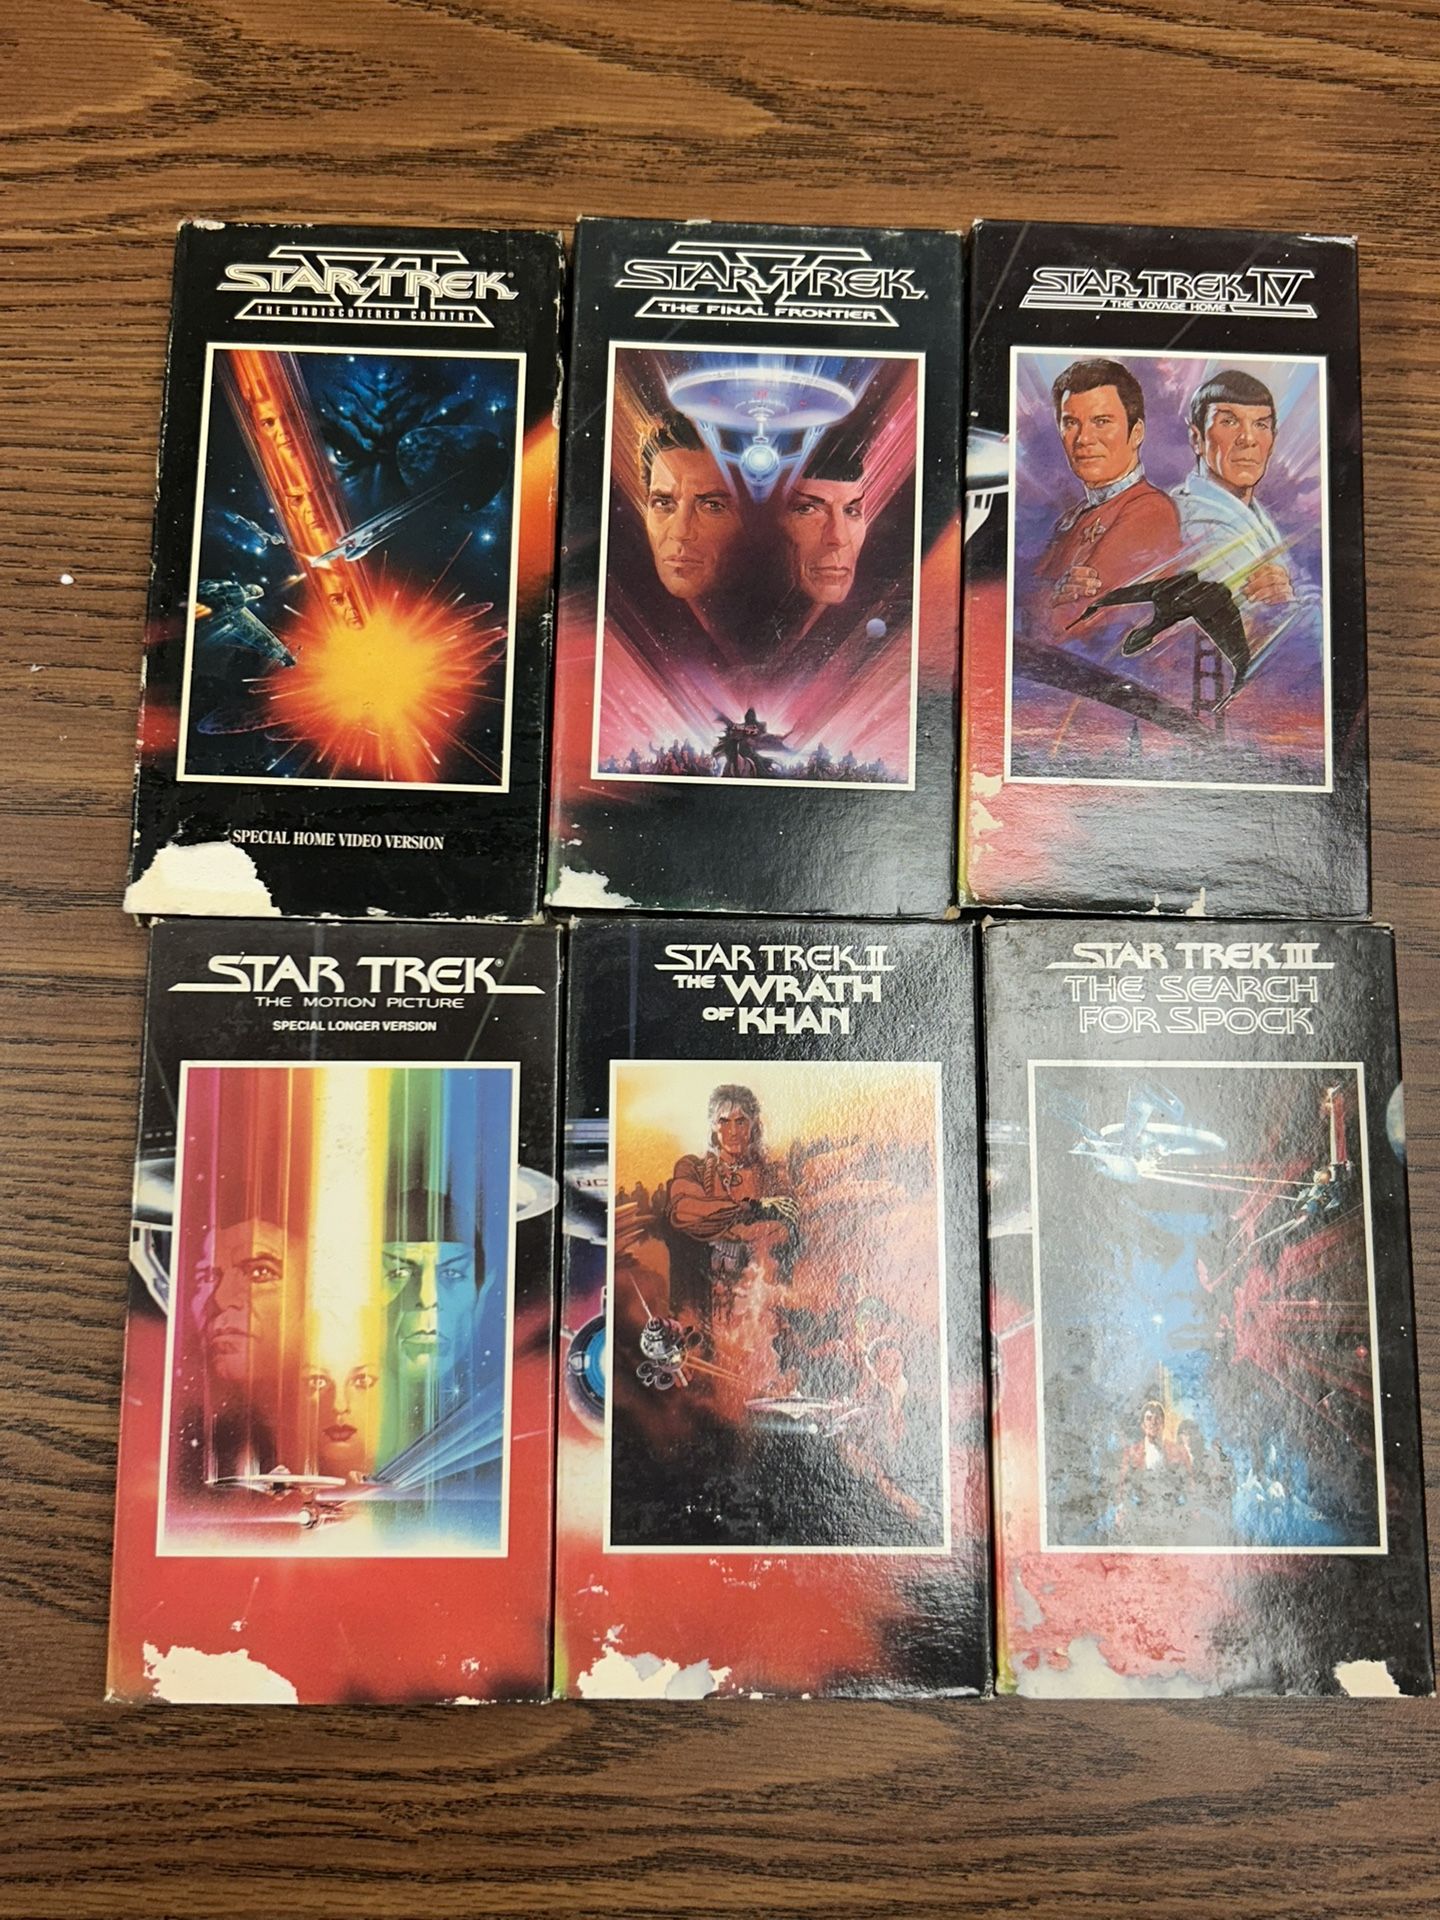 VI
STAR TREK®
THE UNDISCOVERED COUNTRY
SPECIAL HOME VIDEO VERSION
V
STAR TREK®
THE FINAL FRONTIER
STAR TREK IV
THE VOYAGE HOME
STAR TREK®
THE MOTION PICTURE
SPECIAL LONGER VERSION
STAR TREK II
THE WRATH
OF KHAN
NC
STAR TREK III
THE SEARCH
FOR SPOCK